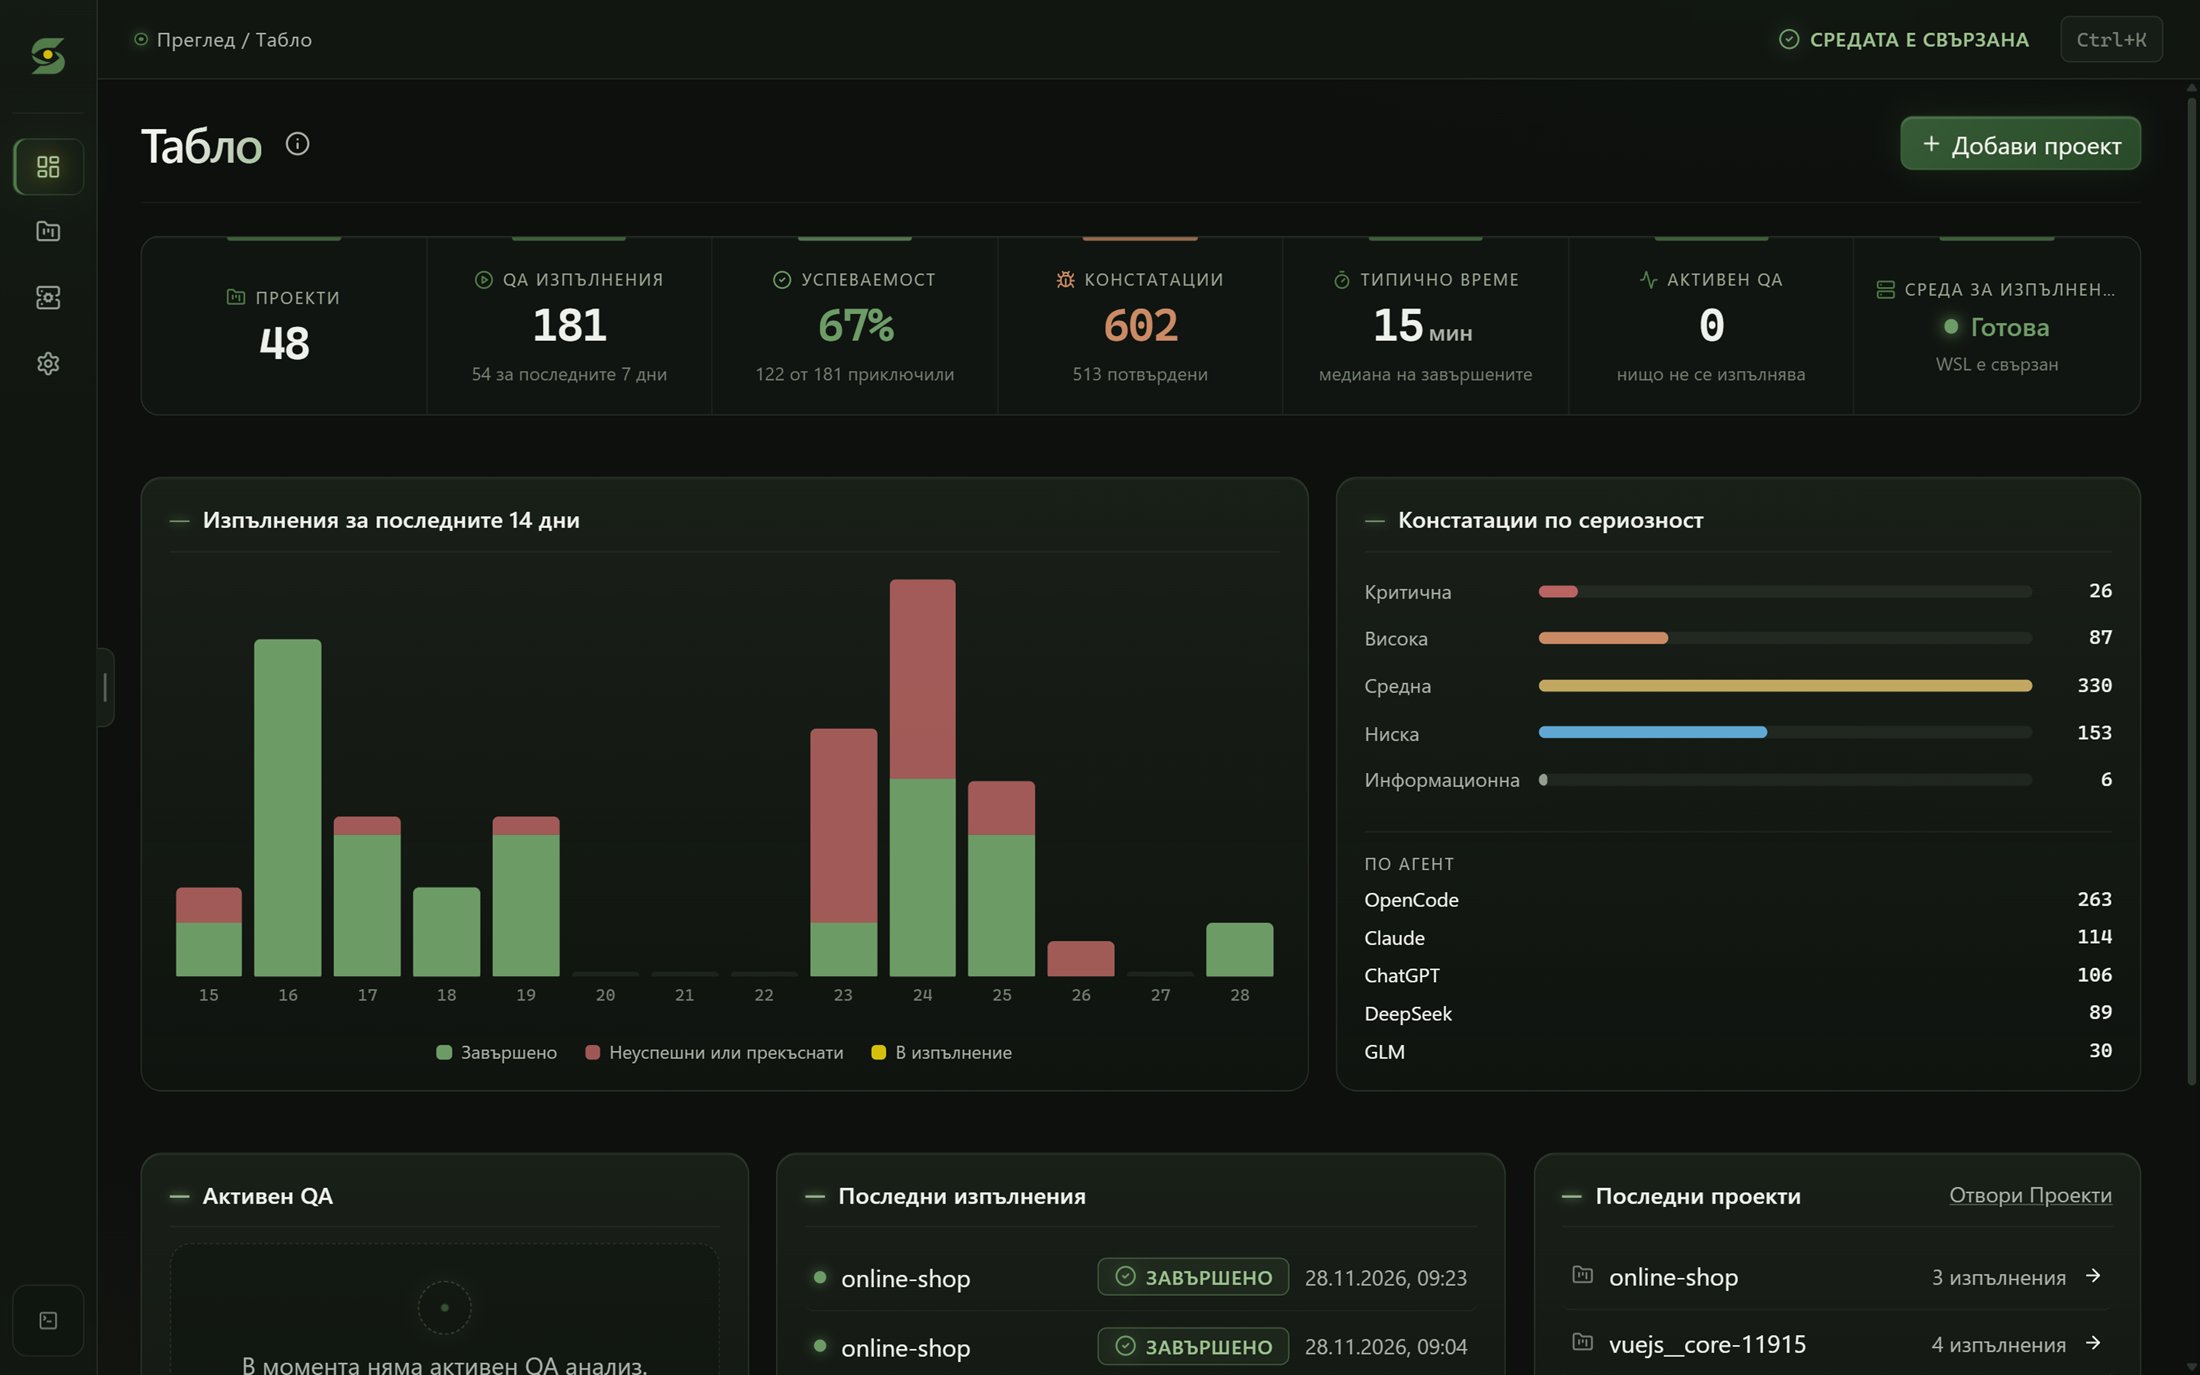 Преглед / Табло
СРЕДАТА Е СВЪРЗАНА
Ctrl+K
Табло
+ Добави проект
ПРОЕКТИ
48
QA ИЗПЪЛНЕНИЯ
181
54 за последните 7 дни
УСПЕВАЕМОСТ
67%
122 от 181 приключили
КОНСТАТАЦИИ
602
513 потвърдени
ТИПИЧНО ВРЕМЕ
15 мин
медиана на завършените
АКТИВЕН QA
0
нищо не се изпълнява
СРЕДА ЗА ИЗПЪЛНЕН...
Готова
WSL е свързан
Изпълнения за последните 14 дни
15 16 17 18 19 20 21 22 23 24 25 26 27 28
Завършено Неуспешни или прекъснати В изпълнение
Констатации по сериозност
Критична 26
Висока 87
Средна 330
Ниска 153
Информационна 6
ПО АГЕНТ
OpenCode 263
Claude 114
ChatGPT 106
DeepSeek 89
GLM 30
Активен QA
В момента няма активен QA анализ.
Последни изпълнения
online-shop ЗАВЪРШЕНО 28.11.2026, 09:23
online-shop ЗАВЪРШЕНО 28.11.2026, 09:04
Последни проекти Отвори Проекти
online-shop 3 изпълнения →
vuejs__core-11915 4 изпълнения →